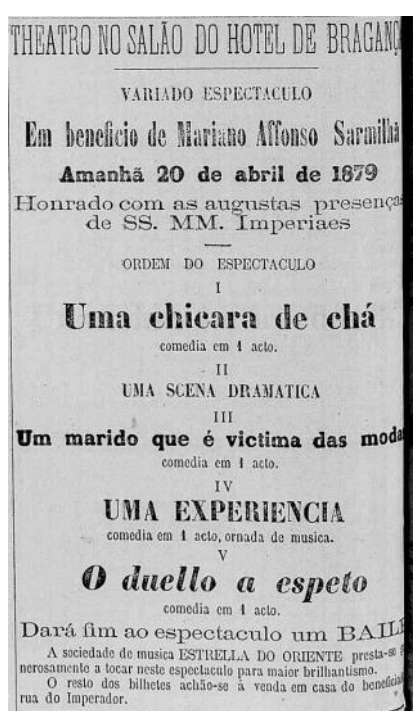 THEATRO NO SALÃO DO HOTEL DE BRAGANÇ
VARIADO ESPECTACULO
Em beneficio de Mariano Affonso Sarmilha
Amanhã 20 de abril de 1879
Honrado com as augustas presenças
de SS. MM. Imperiaes
ORDEM DO ESPECTACULO
I
Uma chicara de chá
comedia em 1 acto.
II
UMA SCENA DRAMATICA
III
Um marido que é victima das modas
comedia em 1 acto.
IV
UMA EXPERIENCIA
comedia em 1 acto, ornada de musica.
V
O duello a espeto
comedia em 1 acto.
Dará fim ao espectaculo um BAILE
A sociedade de musica ESTRELLA DO ORIENTE presta-se
nerosamente a tocar neste espectaculo para maior brilhantismo.
O resto dos bilhetes achão-se à venda em casa do beneficia
rua do Imperador.